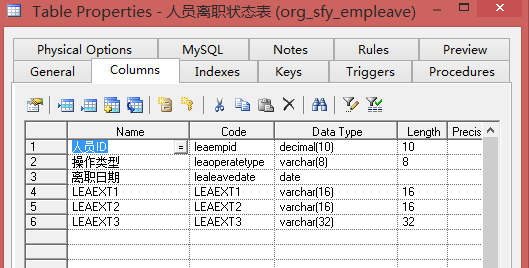 Table Properties - 人员离职状态表 (org_sfy_empleave)
Physical Options MySQL Notes Rules Preview
General Columns Indexes Keys Triggers Procedures
Name Code Data Type Length Precis
1 人员ID = leaempid decimal(10) 10
2 操作类型 leaoperatetype varchar(8) 8
3 离职日期 lealeavedate date
4 LEAEXT1 LEAEXT1 varchar(16) 16
5 LEAEXT2 LEAEXT2 varchar(16) 16
6 LEAEXT3 LEAEXT3 varchar(32) 32